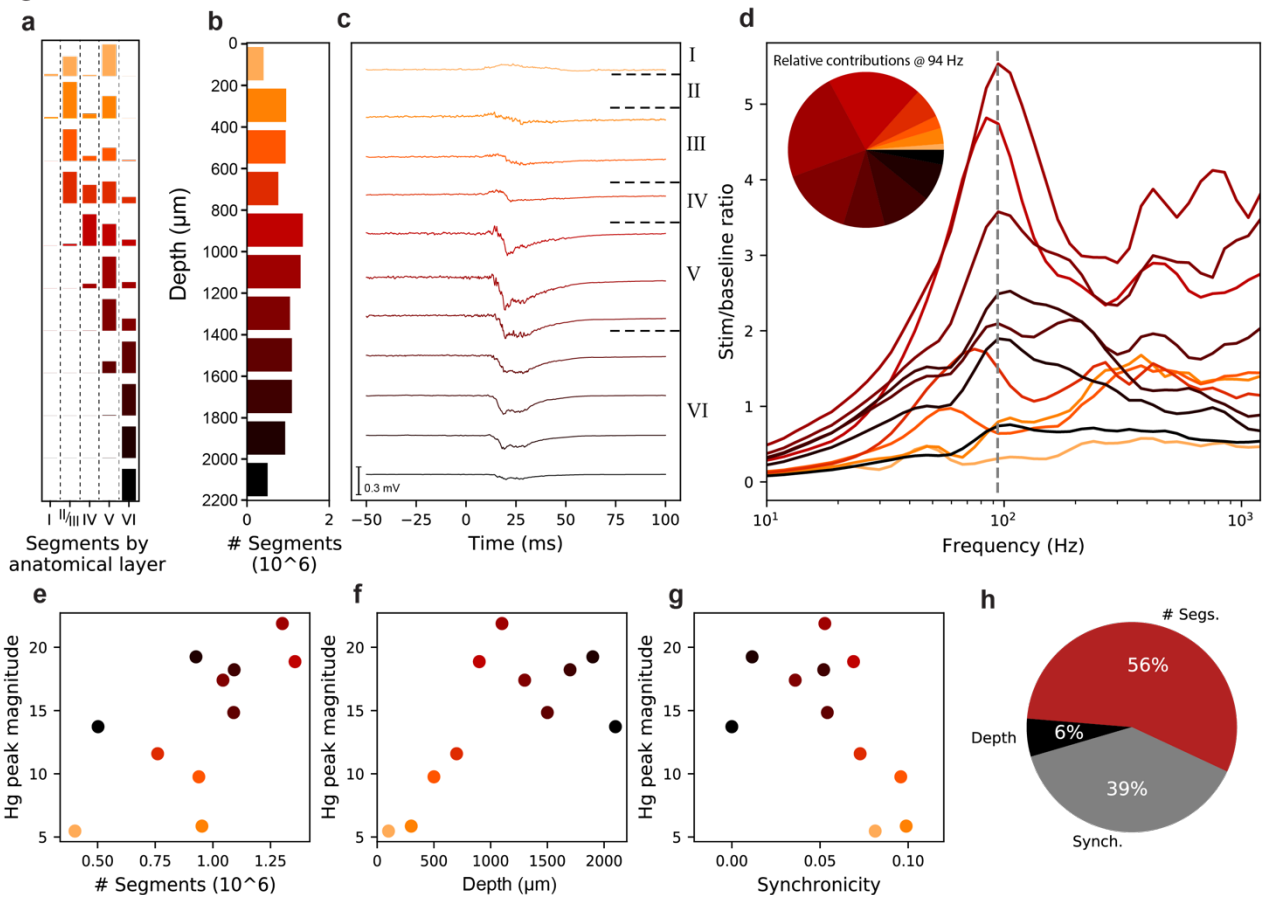 a
I
II/III
IV
V
VI
Segments by
anatomical layer
b
0
200
400
600
800
1000
1200
1400
1600
1800
2000
2200
Depth (μm)
0
2
# Segments
(10^6)
c
I
II
III
IV
V
VI
0.3 mV
−50
−25
0
25
50
75
100
Time (ms)
d
Relative contributions @ 94 Hz
5
4
3
2
1
0
Stim/baseline ratio
10^1
10^2
10^3
Frequency (Hz)
e
20
15
10
5
Hg peak magnitude
0.50
0.75
1.00
1.25
# Segments (10^6)
f
20
15
10
5
Hg peak magnitude
0
500
1000
1500
2000
Depth (μm)
g
20
15
10
5
Hg peak magnitude
0.00
0.05
0.10
Synchronicity
h
# Segs.
56%
Depth
6%
39%
Synch.